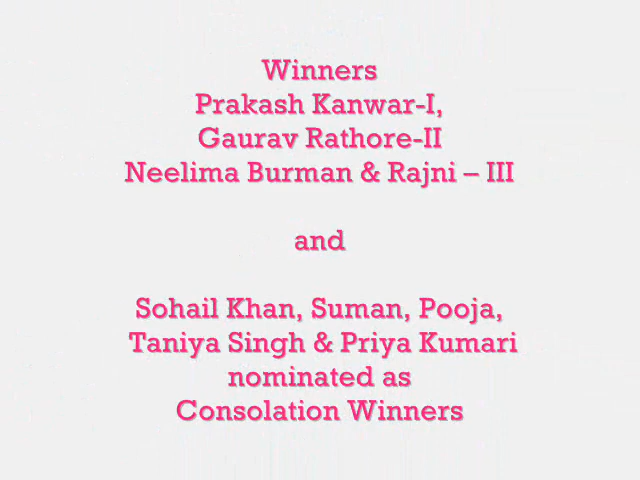 Winners
Prakash Kanwar-I,
Gaurav Rathore-II
Neelima Burman & Rajni – III
and
Sohail Khan, Suman, Pooja,
Taniya Singh & Priya Kumari
nominated as
Consolation Winners